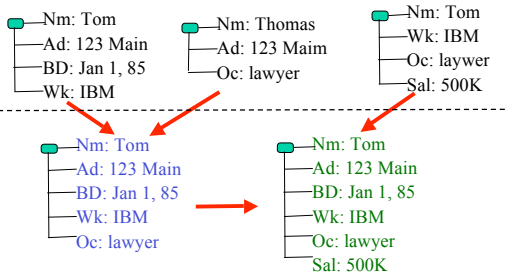 Nm: Tom
Ad: 123 Main
BD: Jan 1, 85
Wk: IBM
Nm: Thomas
Ad: 123 Maim
Oc: lawyer
Nm: Tom
Wk: IBM
Oc: laywer
Sal: 500K
Nm: Tom
Ad: 123 Main
BD: Jan 1, 85
Wk: IBM
Oc: lawyer
Nm: Tom
Ad: 123 Main
BD: Jan 1, 85
Wk: IBM
Oc: lawyer
Sal: 500K